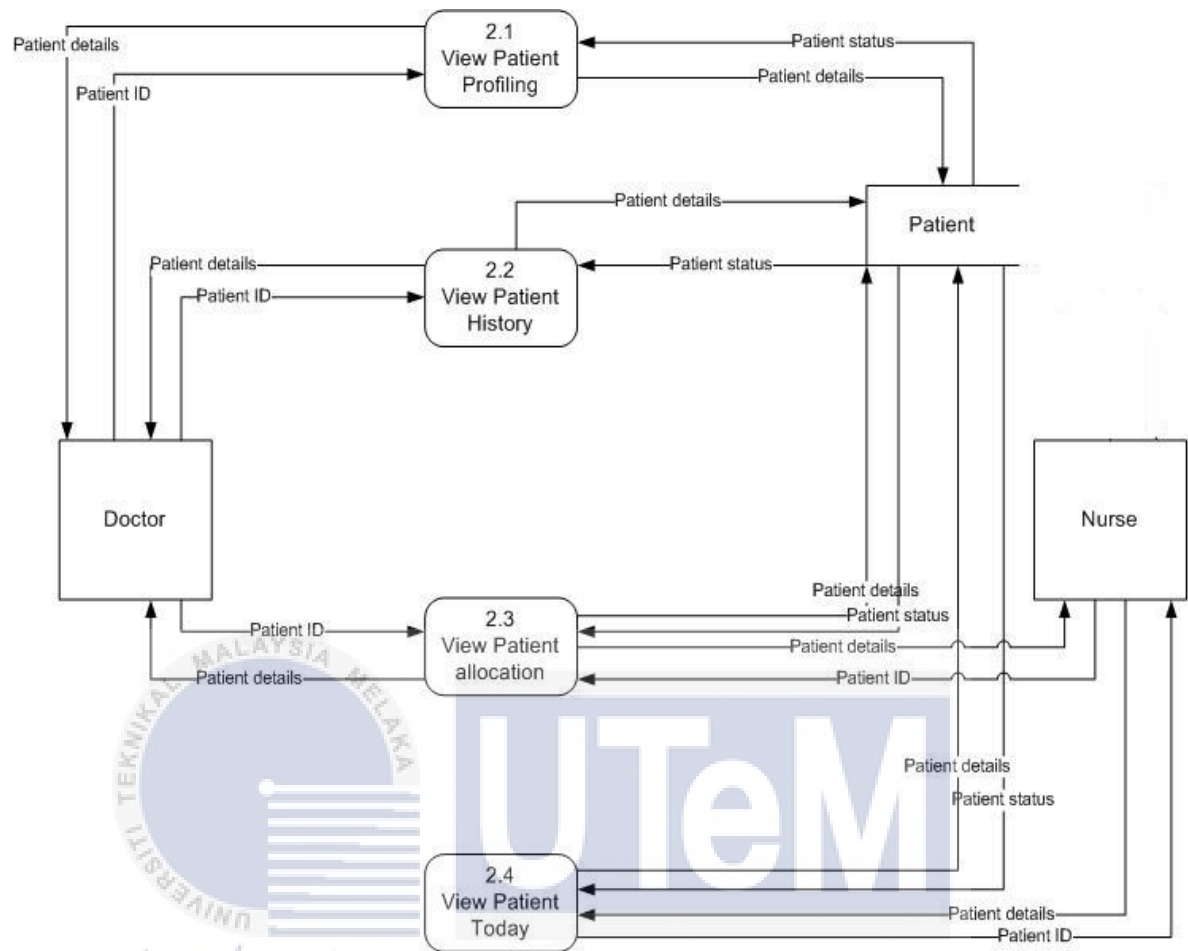 2.1
View Patient
Profiling
Patient details
Patient status
Patient details
Patient ID
Patient details
Patient
Patient details
2.2
View Patient
History
Patient status
Patient ID
Doctor
Nurse
Patient details
Patient status
2.3
View Patient
allocation
Patient ID
Patient details
Patient details
Patient ID
UNIVERSITI TEKNIKAL MALAYSIA MELAKA
UTeM
Patient details
Patient status
2.4
View Patient
Today
Patient details
Patient ID